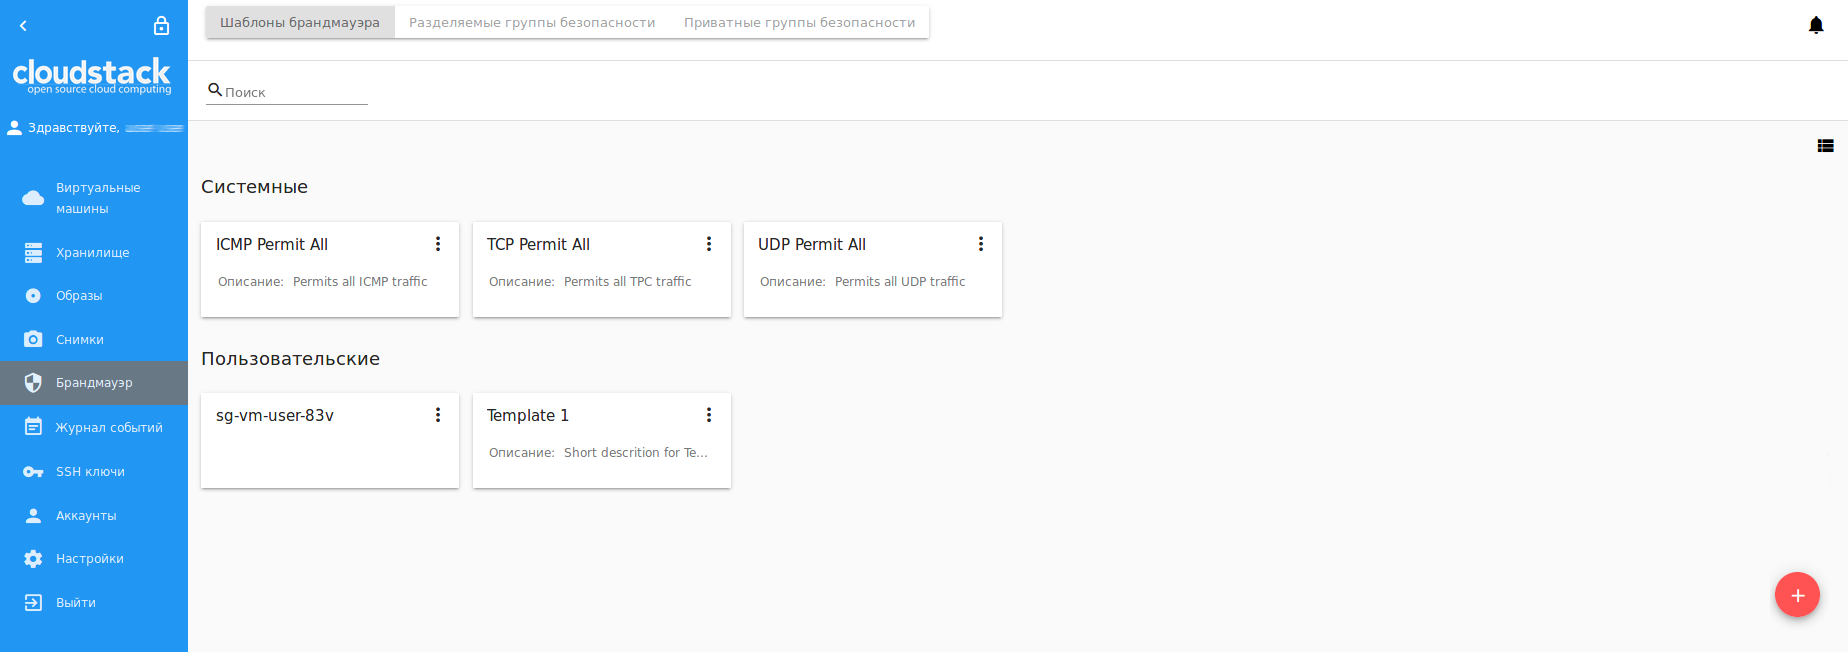 cloudstack
open source cloud computing
Здравствуйте,
Виртуальные
машины
Хранилище
Образы
Снимки
Брандмауэр
Журнал событий
SSH ключи
Аккаунты
Настройки
Выйти
Шаблоны брандмауэра Разделяемые группы безопасности Приватные группы безопасности
Поиск
Системные
ICMP Permit All
Описание: Permits all ICMP traffic
TCP Permit All
Описание: Permits all TPC traffic
UDP Permit All
Описание: Permits all UDP traffic
Пользовательские
sg-vm-user-83v
Template 1
Описание: Short descrition for Te...